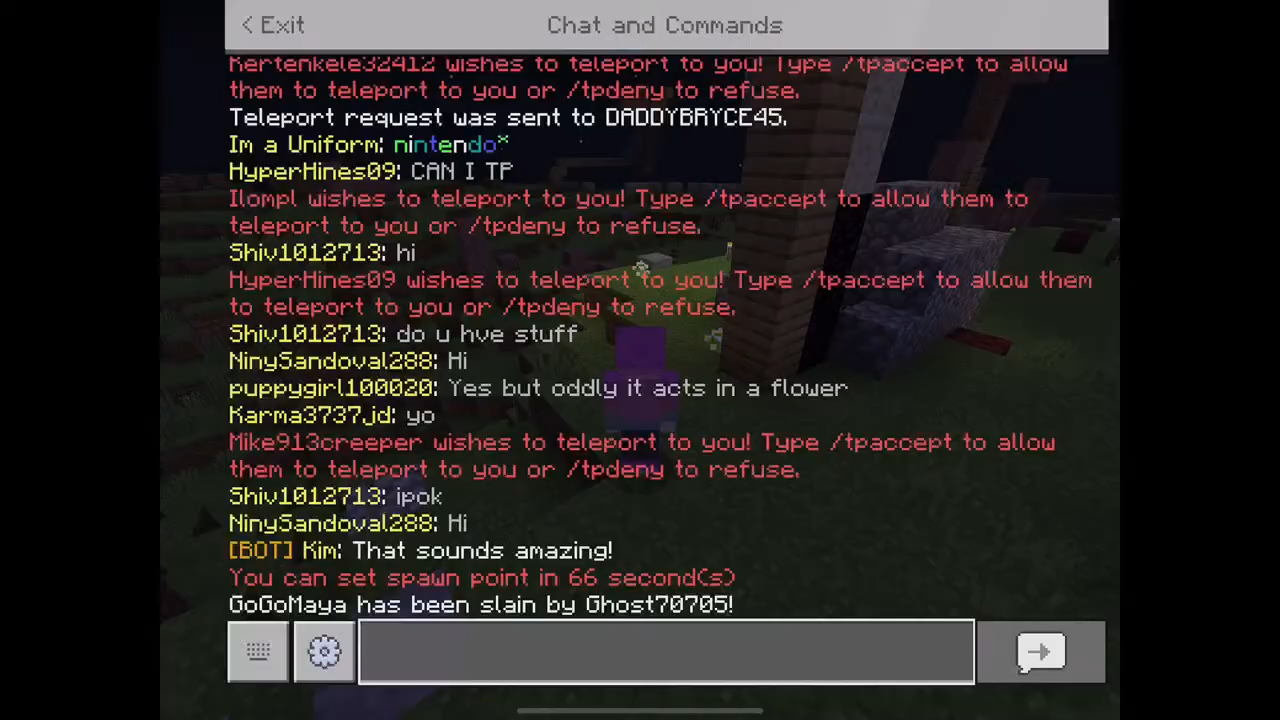 < Exit
Chat and Commands
Kertenkele32412 wishes to teleport to you! Type /tpaccept to allow
them to teleport to you or /tpdeny to refuse.
Teleport request was sent to DADDYBRYCE45.
Im a Uniform: nintendo*
HyperHines09: CAN I TP
Ilompl wishes to teleport to you! Type /tpaccept to allow them to
teleport to you or /tpdeny to refuse.
Shiv1012713: hi
HyperHines09 wishes to teleport to you! Type /tpaccept to allow them
to teleport to you or /tpdeny to refuse.
Shiv1012713: do u hve stuff
NinySandoval288: Hi
puppygirl100020: Yes but oddly it acts in a flower
Karma3737,jd: yo
Mike913creeper wishes to teleport to you! Type /tpaccept to allow
them to teleport to you or /tpdeny to refuse.
Shiv1012713: ipok
NinySandoval288: Hi
[BOT] Kim: That sounds amazing!
You can set spawn point in 66 second(s)
GoGoMaya has been slain by Ghost70705!